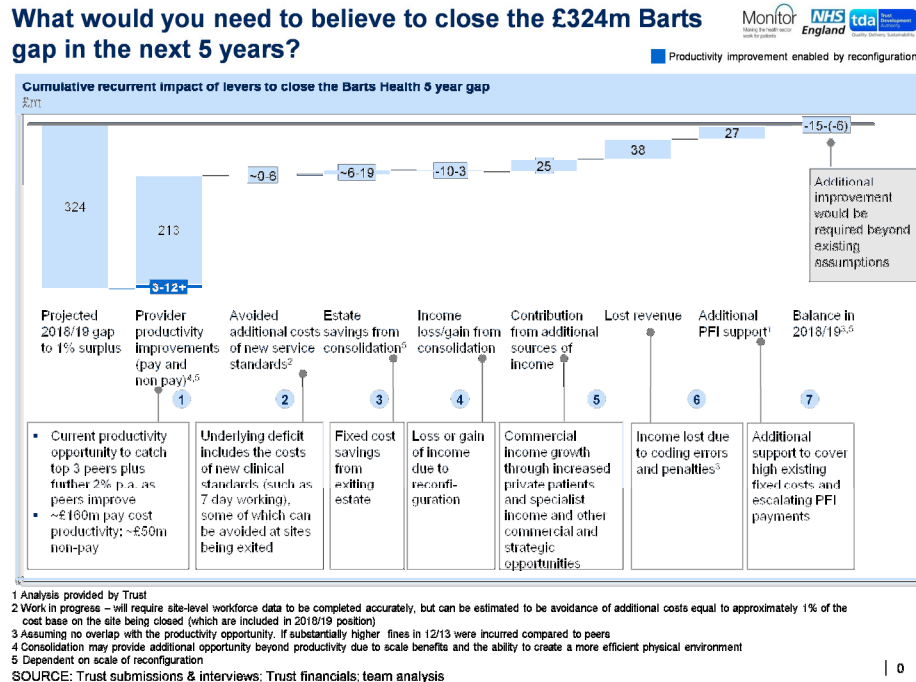 What would you need to believe to close the £324m Barts
gap in the next 5 years?
Monitor
Making the health sector
work for patients
NHS
England
tda
Trust
Development
Authority
Quality. Delivery. Sustainability.
Productivity improvement enabled by reconfiguration
Cumulative recurrent impact of levers to close the Barts Health 5 year gap
£m
324
213
3-12+
~0-6
~6-19
-10-3
25
38
27
-15-(-6)
Additional
improvement
would be
required beyond
existing
assumptions
Projected
2018/19 gap
to 1% surplus
Provider
productivity
improvements
(pay and
non pay)4,5
Avoided
additional costs
of new service
standards2
Estate
savings from
consolidation5
Income
loss/gain from
consolidation
Contribution
from additional
sources of
income
Lost revenue
Additional
PFI support1
Balance in
2018/193,5
1
2
3
4
5
6
7
▪ Current productivity
opportunity to catch
top 3 peers plus
further 2% p.a. as
peers improve
▪ ~£160m pay cost
productivity; ~£50m
non-pay
Underlying deficit
includes the costs
of new clinical
standards (such as
7 day working),
some of which can
be avoided at sites
being exited
Fixed cost
savings
from
exiting
estate
Loss or gain
of income
due to
reconfi-
guration
Commercial
income growth
through increased
private patients
and specialist
income and other
commercial and
strategic
opportunities
Income lost due
to coding errors
and penalties3
Additional
support to cover
high existing
fixed costs and
escalating PFI
payments
1 Analysis provided by Trust
2 Work in progress – will require site-level workforce data to be completed accurately, but can be estimated to be avoidance of additional costs equal to approximately 1% of the
cost base on the site being closed (which are included in 2018/19 position)
3 Assuming no overlap with the productivity opportunity. If substantially higher fines in 12/13 were incurred compared to peers
4 Consolidation may provide additional opportunity beyond productivity due to scale benefits and the ability to create a more efficient physical environment
5 Dependent on scale of reconfiguration
SOURCE: Trust submissions & interviews; Trust financials; team analysis
| 0